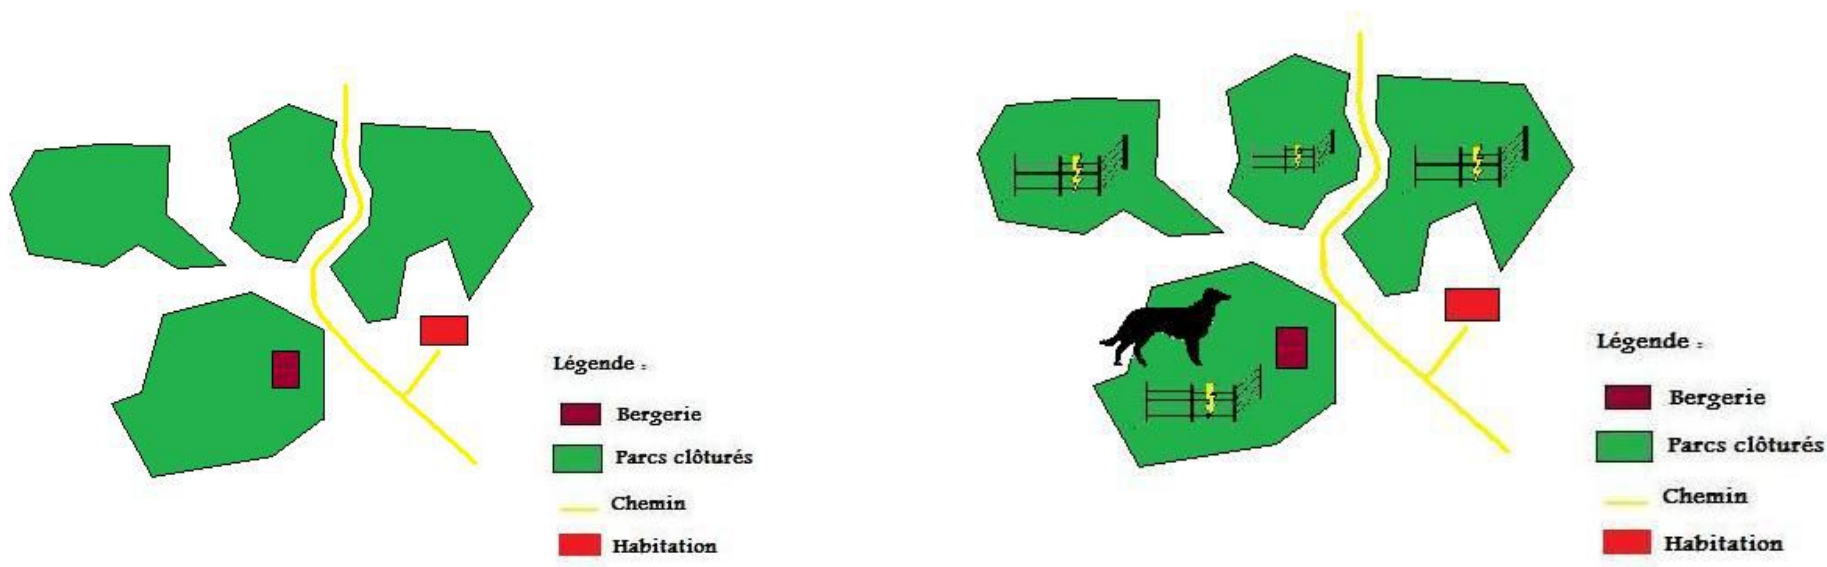 Légende :
Bergerie
Parcs clôturés
Chemin
Habitation
Légende :
Bergerie
Parcs clôturés
Chemin
Habitation